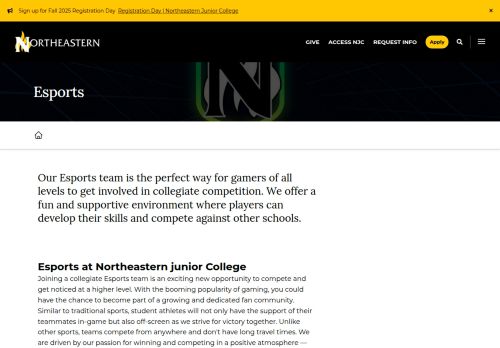 Sign up for Fall 2025 Registration Day Registration Day | Northeastern Junior College ×
NORTHEASTERN GIVE ACCESS NJC REQUEST INFO Apply
Esports
Our Esports team is the perfect way for gamers of all
levels to get involved in collegiate competition. We offer a
fun and supportive environment where players can
develop their skills and compete against other schools.
Esports at Northeastern junior College
Joining a collegiate Esports team is an exciting new opportunity to compete and
get noticed at a higher level. With the booming popularity of gaming, you could
have the chance to become part of a growing and dedicated fan community.
Similar to traditional sports, student athletes will not only have the support of their
teammates in-game but also off-screen as we strive for victory together. Unlike
other sports, teams compete from anywhere and don't have long travel times. We
are driven by our passion for winning and competing in a positive atmosphere —